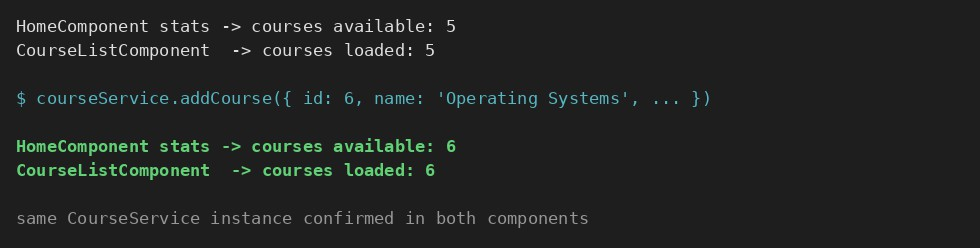 HomeComponent stats -> courses available: 5
CourseListComponent  -> courses loaded: 5
$ courseService.addCourse({ id: 6, name: 'Operating Systems', ... })
HomeComponent stats -> courses available: 6
CourseListComponent  -> courses loaded: 6
same CourseService instance confirmed in both components